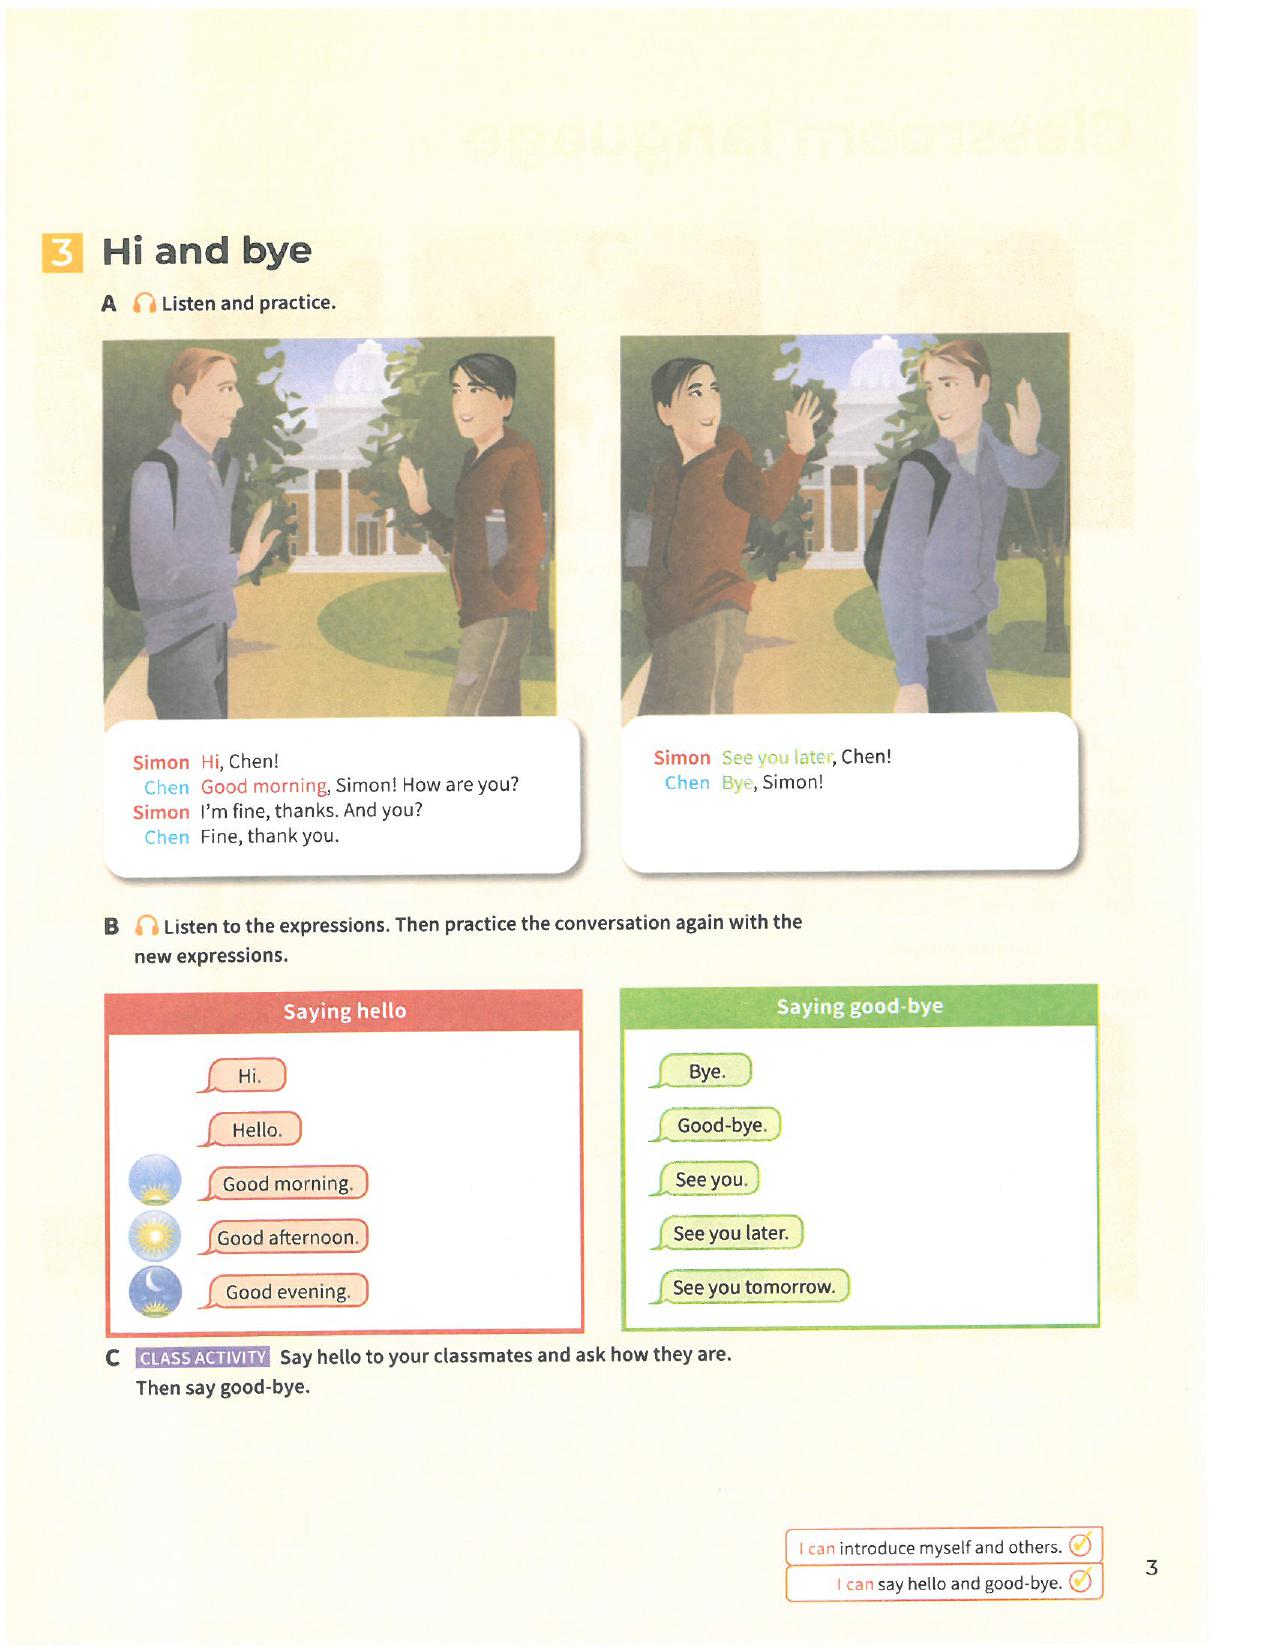 3 Hi and bye
A Listen and practice.
Simon Hi, Chen!
Chen Good morning, Simon! How are you?
Simon I'm fine, thanks. And you?
Chen Fine, thank you.
Simon See you later, Chen!
Chen Bye, Simon!
B Listen to the expressions. Then practice the conversation again with the
new expressions.
Saying hello
Hi.
Hello.
Good morning.
Good afternoon.
Good evening.
Saying good-bye
Bye.
Good-bye.
See you.
See you later.
See you tomorrow.
C CLASS ACTIVITY Say hello to your classmates and ask how they are.
Then say good-bye.
I can introduce myself and others.
I can say hello and good-bye.
3
Classroom language